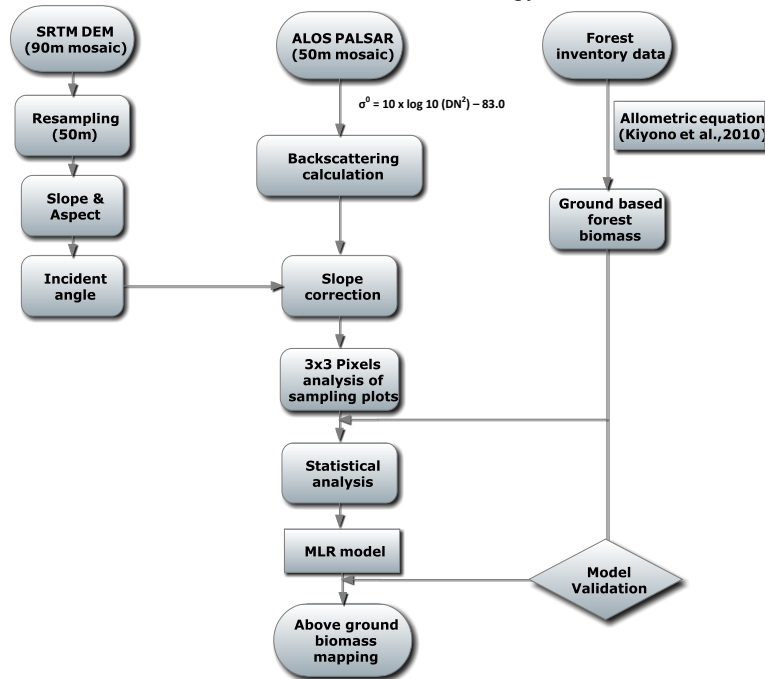 SRTM DEM
(90m mosaic)
Resampling
(50m)
Slope &
Aspect
Incident
angle
ALOS PALSAR
(50m mosaic)
σ⁰ = 10 x log 10 (DN²) – 83.0
Backscattering
calculation
Slope
correction
3x3 Pixels
analysis of
sampling plots
Statistical
analysis
MLR model
Above ground
biomass
mapping
Forest
inventory data
Allometric equation
(Kiyono et al.,2010)
Ground based
forest
biomass
Model
Validation